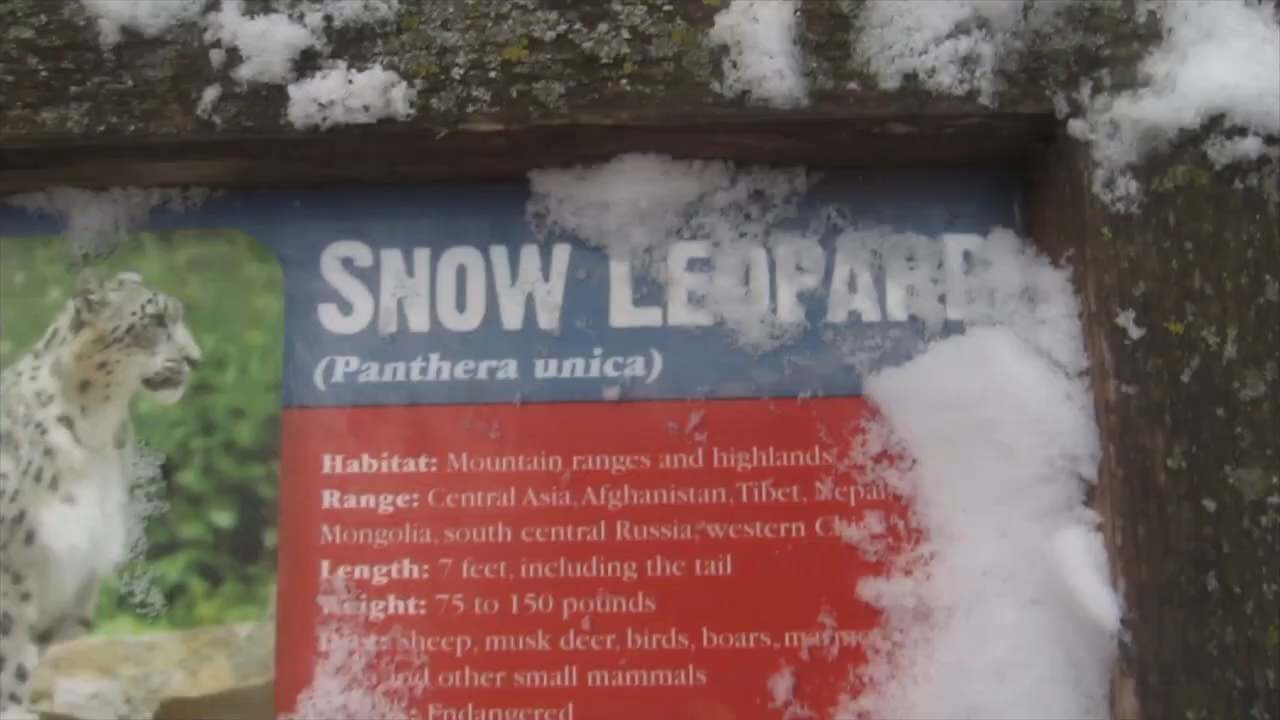 SNOW LEOPARD
(Panthera unica)
Habitat: Mountain ranges and highlands
Range: Central Asia, Afghanistan, Tibet, Nepal,
Mongolia, south central Russia, western
Length: 7 feet, including the tail
Weight: 75 to 150 pounds
sheep, musk deer, birds, boars,
and other small mammals
Endangered